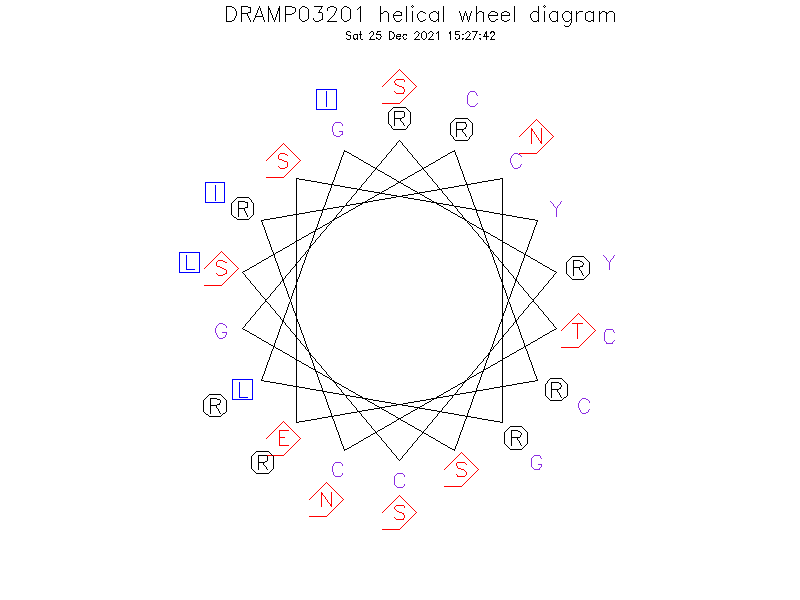 DRAMP03201 helical wheel diagram
Sat 25 Dec 2021 15:27:42
S
I C
R
G R
N
S C
I
R Y
L S R Y
G T C
L R
R C
E R
R G
C S
C
N
S